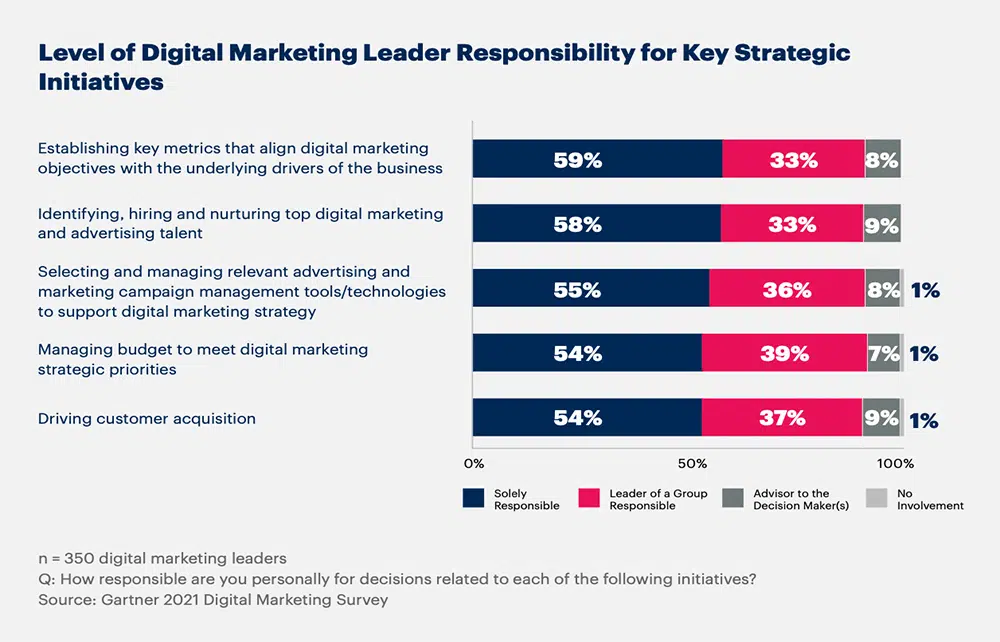 Level of Digital Marketing Leader Responsibility for Key Strategic
Initiatives
Establishing key metrics that align digital marketing
objectives with the underlying drivers of the business
59% 33% 8%
Identifying, hiring and nurturing top digital marketing
and advertising talent
58% 33% 9%
Selecting and managing relevant advertising and
marketing campaign management tools/technologies
to support digital marketing strategy
55% 36% 8% 1%
Managing budget to meet digital marketing
strategic priorities
54% 39% 7% 1%
Driving customer acquisition
54% 37% 9% 1%
0% 50% 100%
Solely
Responsible
Leader of a Group
Responsible
Advisor to the
Decision Maker(s)
No
Involvement
n = 350 digital marketing leaders
Q: How responsible are you personally for decisions related to each of the following initiatives?
Source: Gartner 2021 Digital Marketing Survey